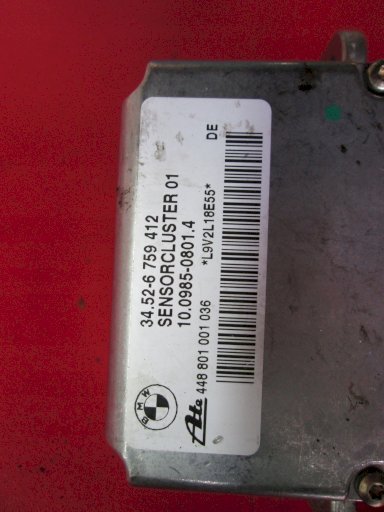 34.52-6 759 412
SENSORCLUSTER 01
10.0985-0801.4
DE
*L9V2L18E55*
BMW
Ate 448 801 001 036